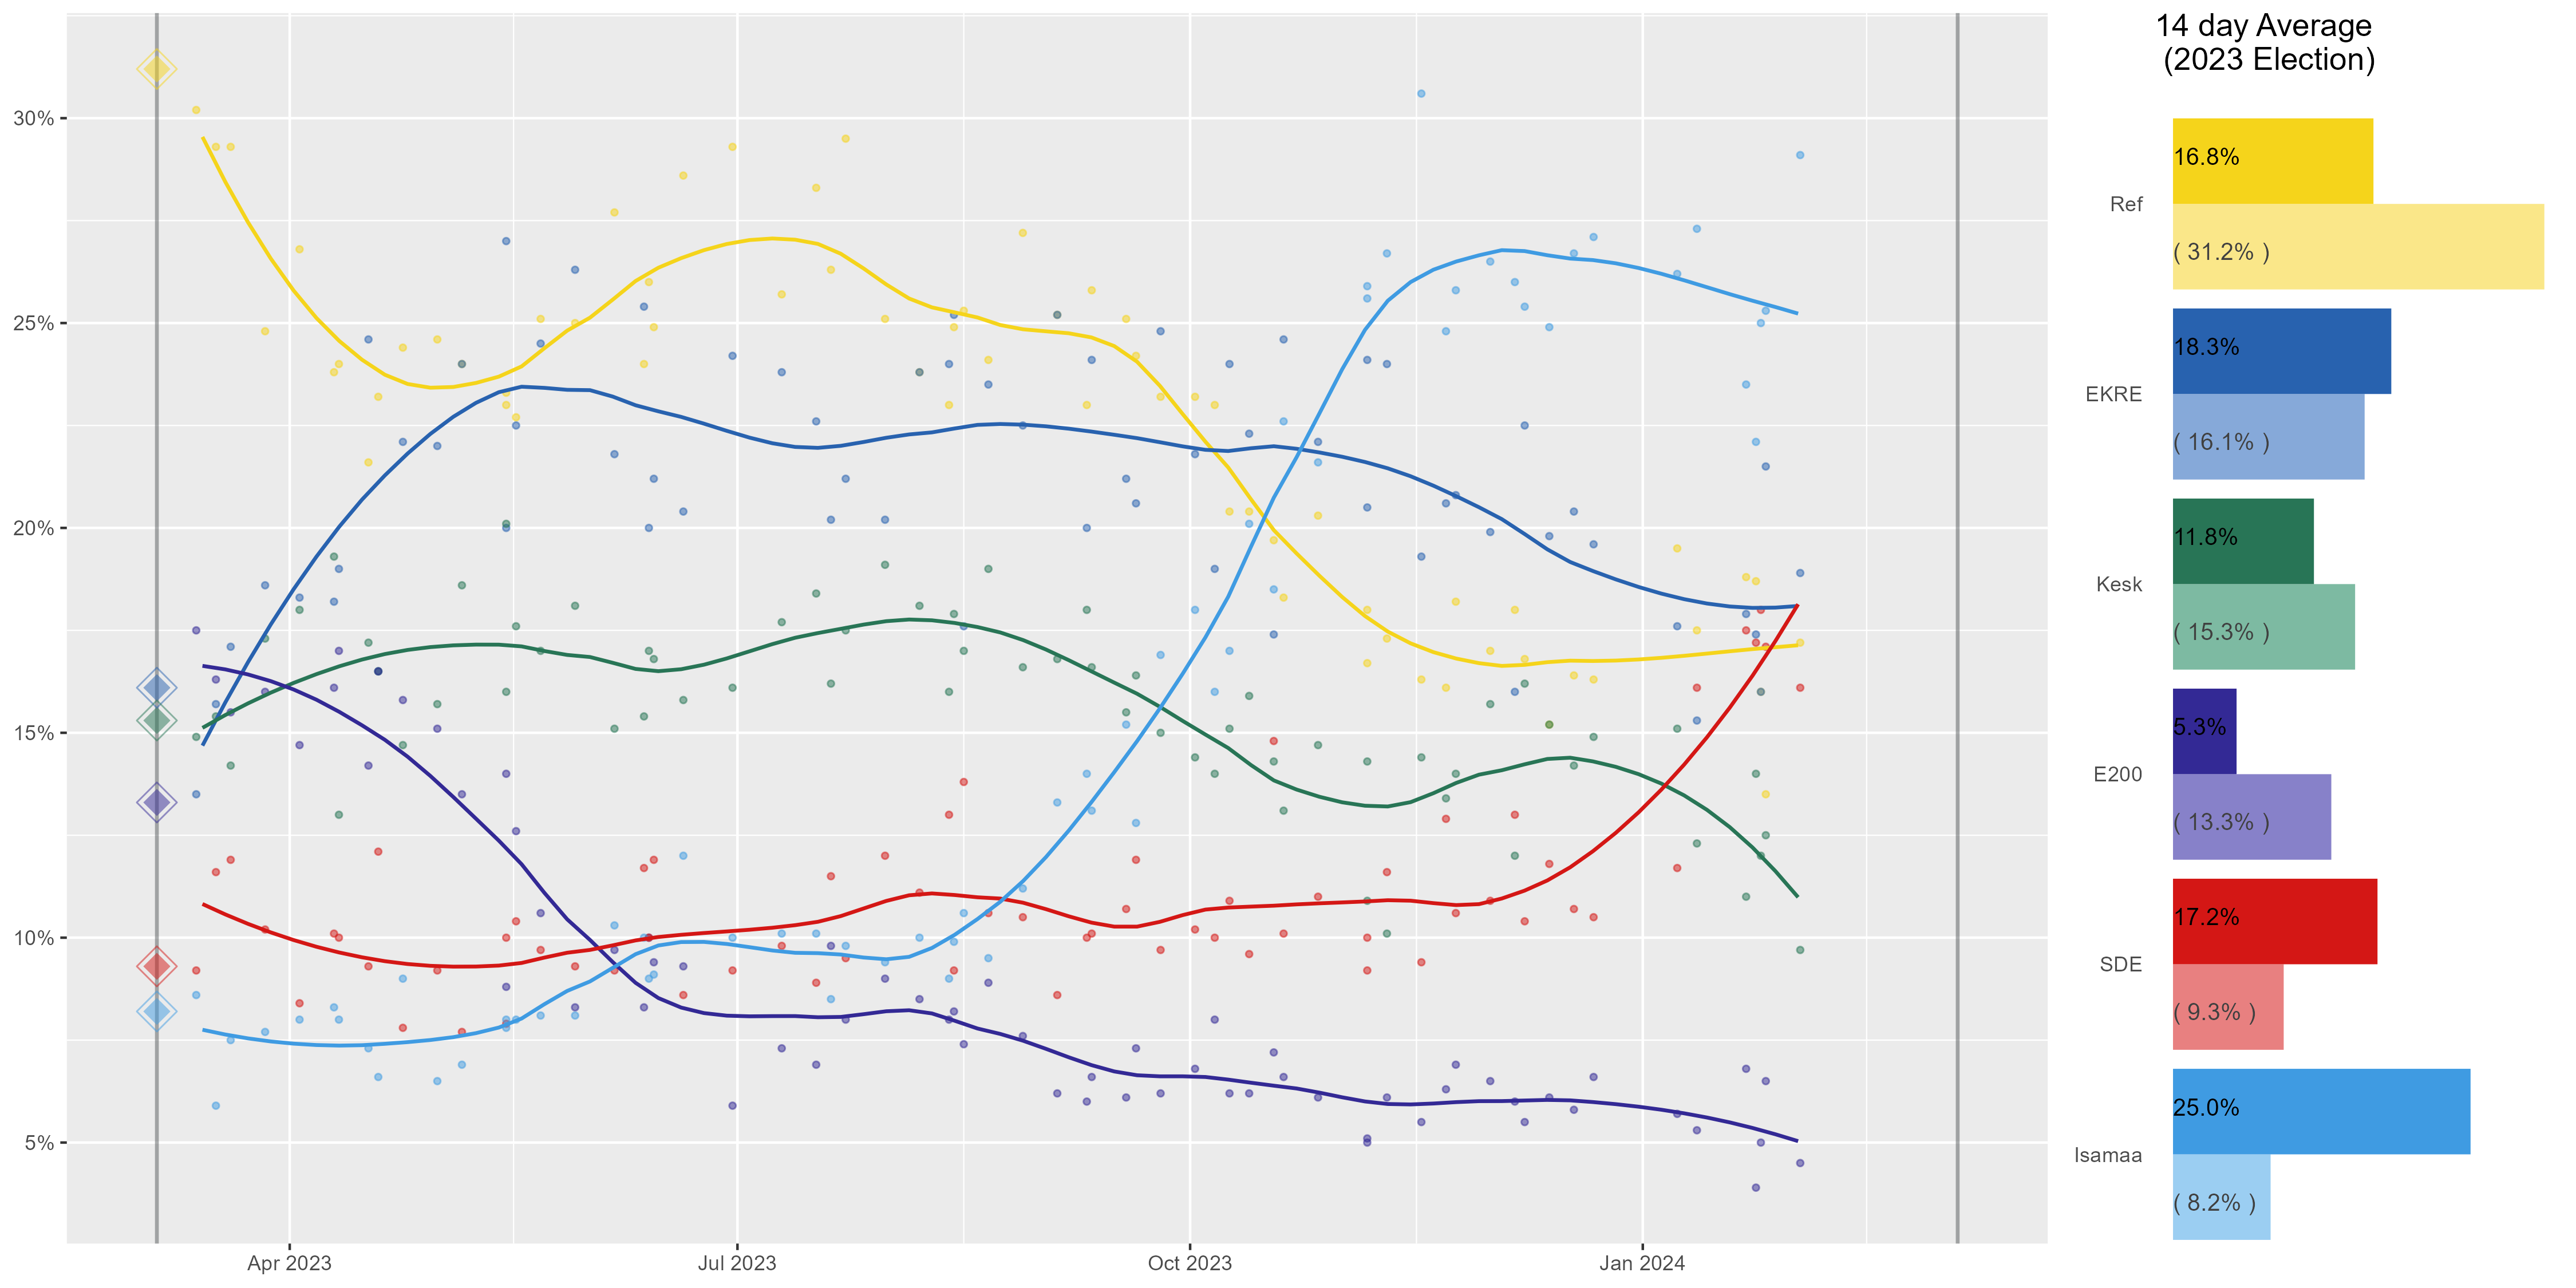 14 day Average
(2023 Election)
30%
25%
20%
15%
10%
5%
Apr 2023
Jul 2023
Oct 2023
Jan 2024
Ref
16.8%
( 31.2% )
EKRE
18.3%
( 16.1% )
Kesk
11.8%
( 15.3% )
E200
5.3%
( 13.3% )
SDE
17.2%
( 9.3% )
Isamaa
25.0%
( 8.2% )